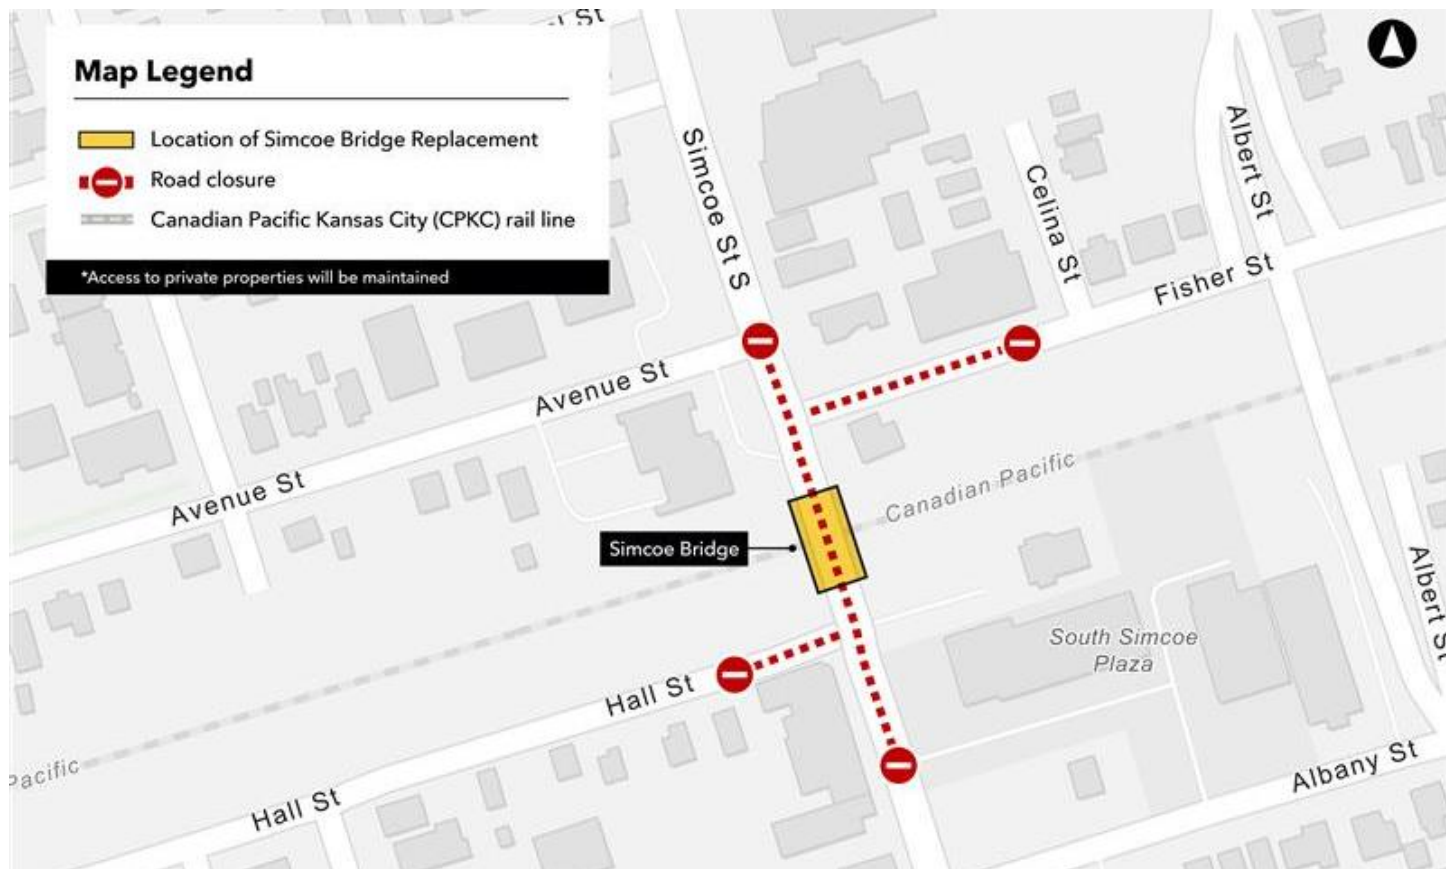 St
Map Legend
Location of Simcoe Bridge Replacement
Road closure
Canadian Pacific Kansas City (CPKC) rail line
*Access to private properties will be maintained
Simcoe St S
Albert St
Celina St
Fisher St
Avenue St
Avenue St
Canadian Pacific
Simcoe Bridge
Albert St
South Simcoe
Plaza
Hall St
Albany St
Pacific
Hall St